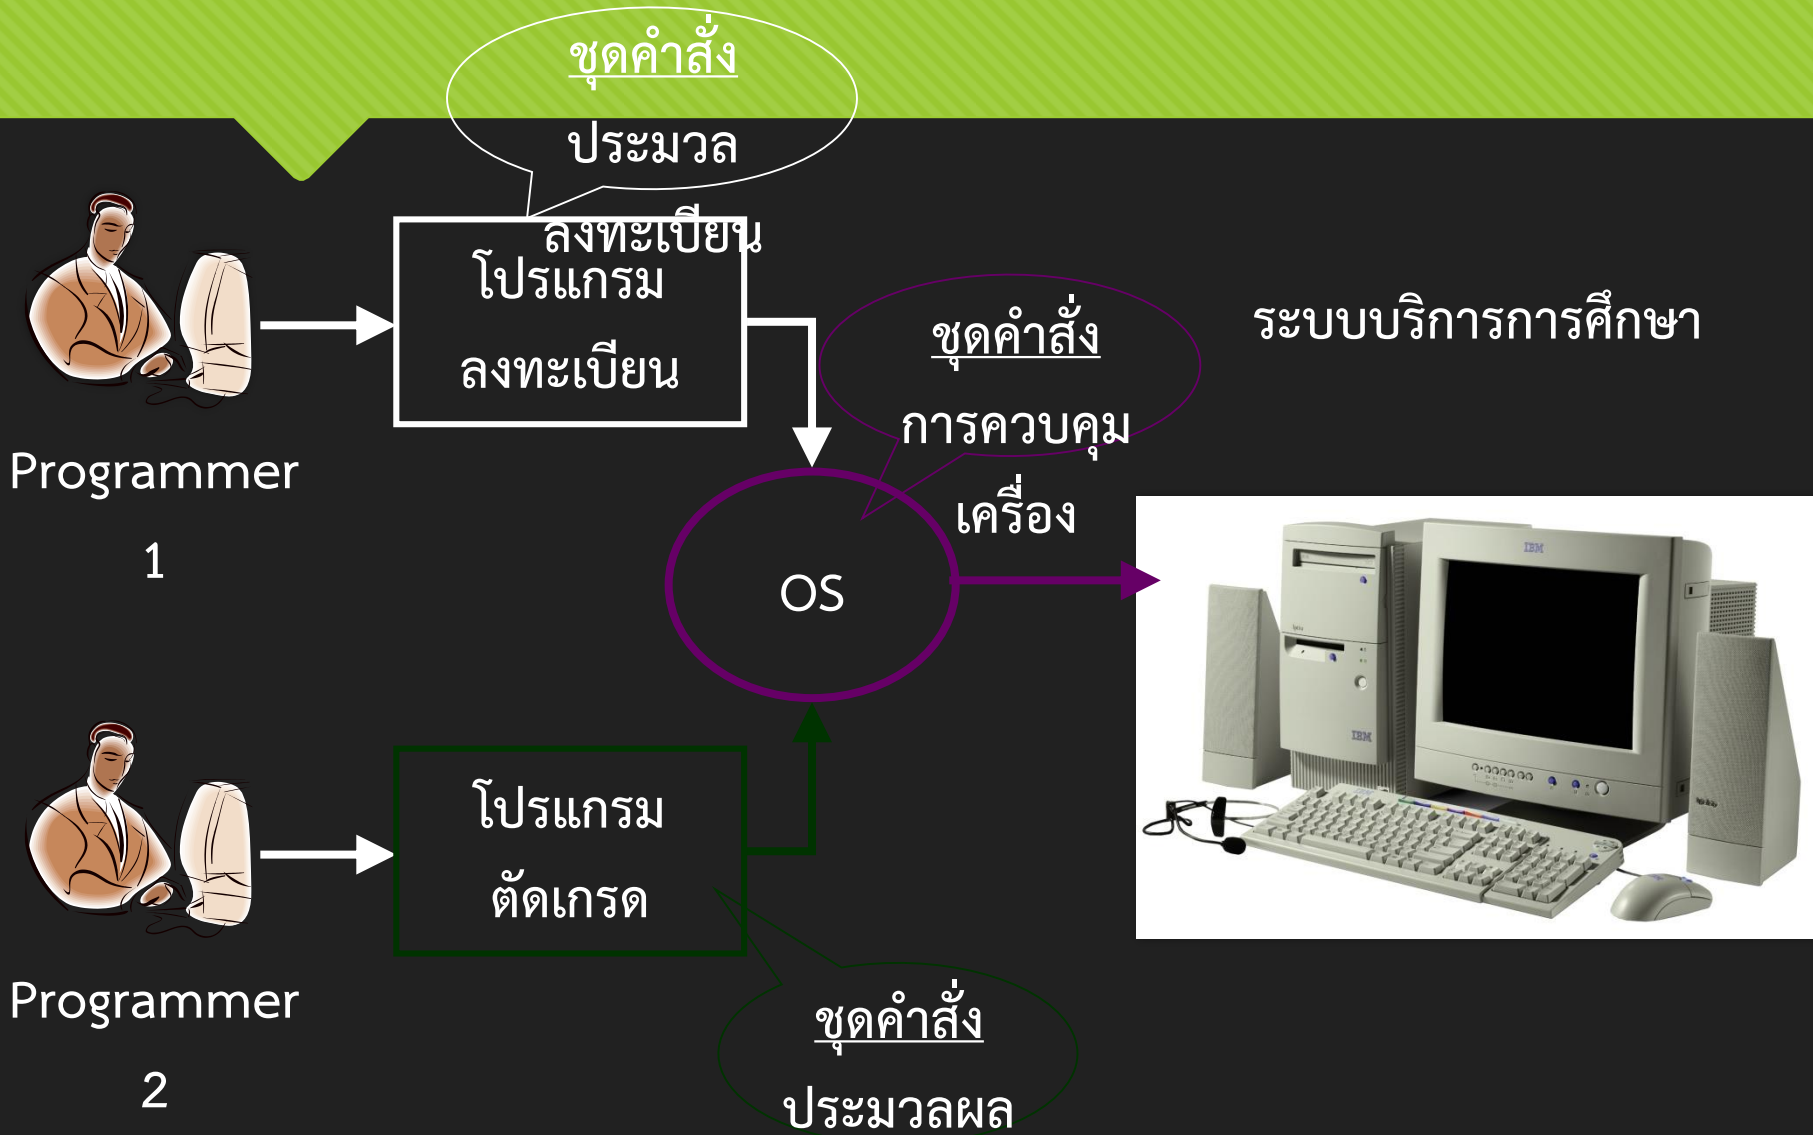 ชุดคำสั่ง
ประมวล
ลงทะเบียน
โปรแกรม
ลงทะเบียน
Programmer
1
ชุดคำสั่ง
การควบคุม
เครื่อง
ระบบบริการการศึกษา
OS
IBM
IBM
โปรแกรม
ตัดเกรด
Programmer
2
ชุดคำสั่ง
ประมวลผล